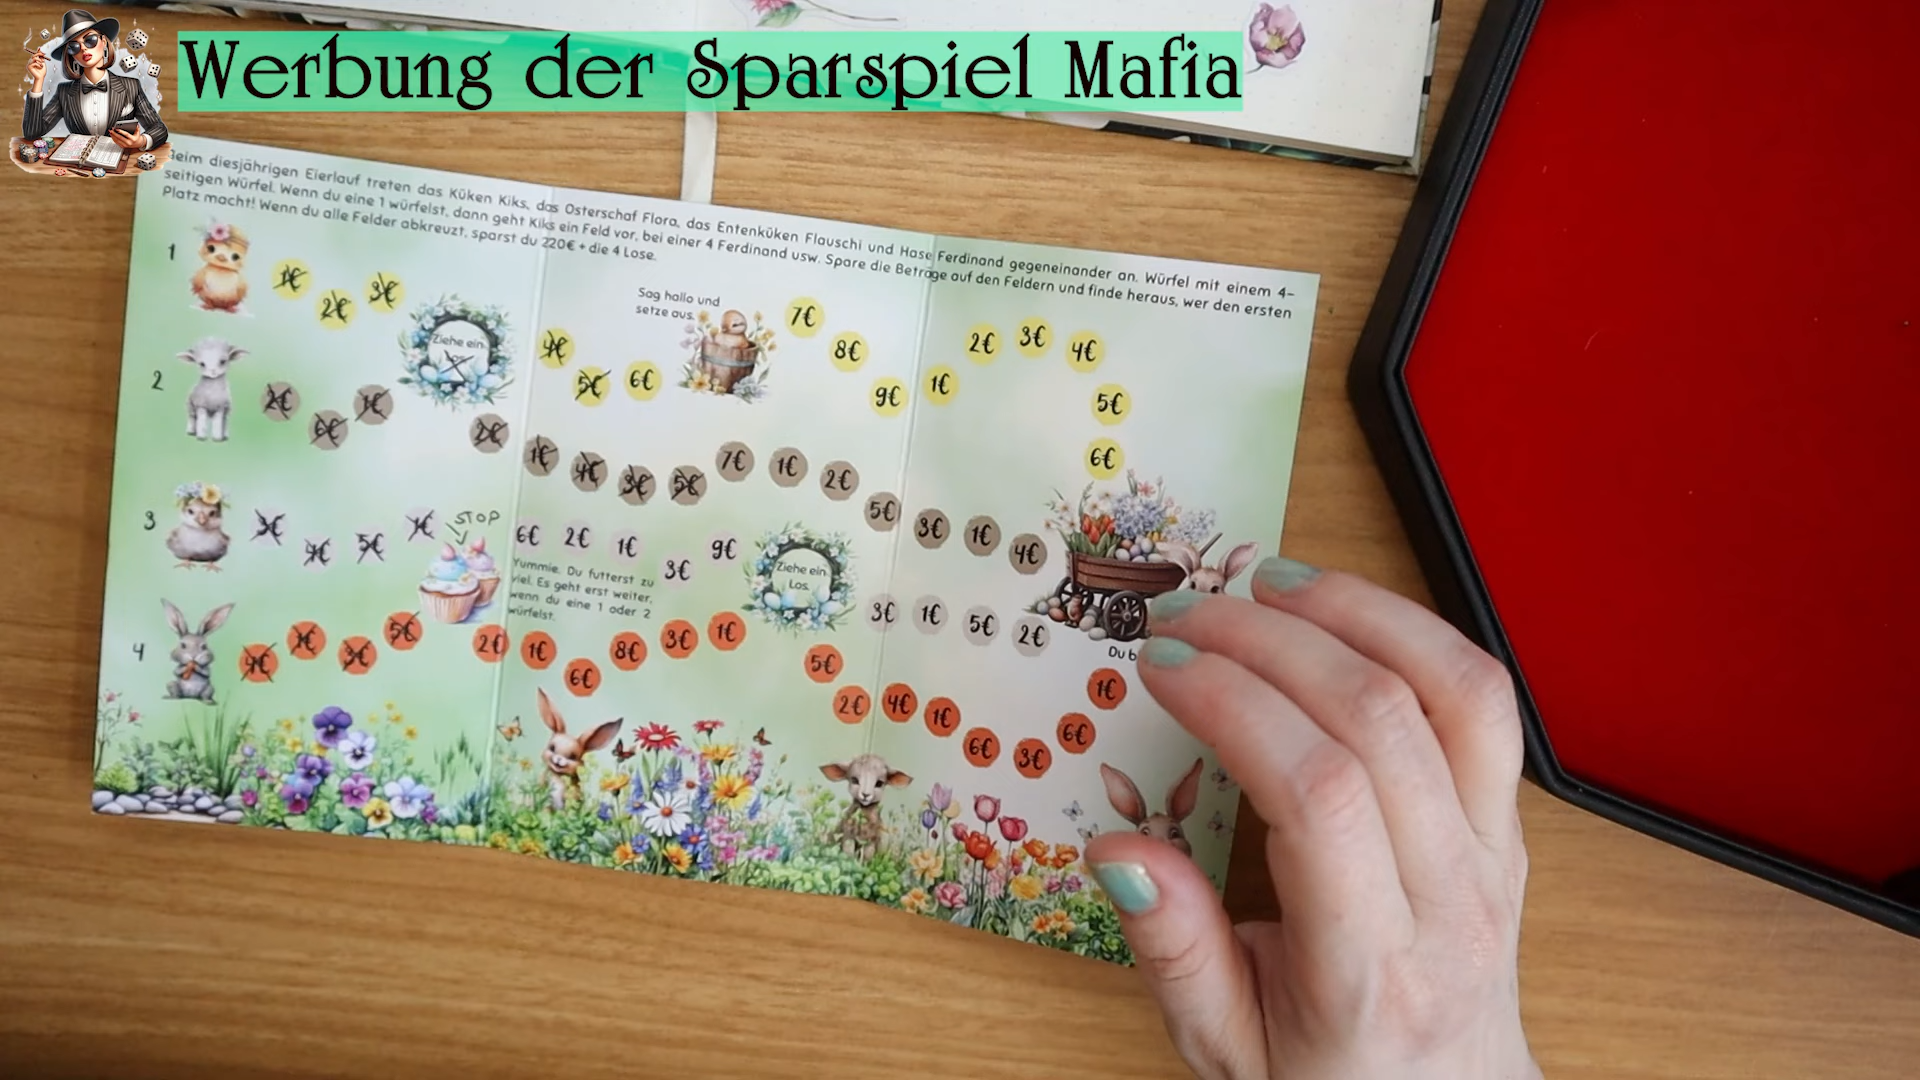 Werbung der Sparspiel Mafia
Beim diesjährigen Eierlauf treten das Küken Kiks, das Osterschaf Flora, das Entenküken Flauschi und Hase Ferdinand gegeneinander an. Würfel mit einem 4-
seitigen Würfel. Wenn du eine 1 würfelst, dann geht Kiks ein Feld vor, bei einer 4 Ferdinand usw. Spare die Beträge auf den Feldern und finde heraus, wer den ersten
Platz macht! Wenn du alle Felder abkreuzt, sparst du 220€ + die 4 Lose.
1
1€ 2€ 3€
Ziehe ein
Los.
4€ 5€ 6€
Sag hallo und
setze aus.
7€ 8€ 9€ 1€ 2€ 3€ 4€ 5€ 6€
2
2€ 6€ 1€ 2€ 1€ 4€ 3€ 5€ 7€ 1€ 2€ 5€ 3€ 1€ 4€
3
3€ 4€ 5€ 1€
STOP
6€ 2€ 1€ 3€ 9€
Yummie. Du futterst zu
viel. Es geht erst weiter,
wenn du eine 1 oder 2
würfelst.
Ziehe ein
Los.
3€ 1€ 5€ 2€
Du b
4
4€ 1€ 3€ 5€ 2€ 1€ 6€ 8€ 3€ 1€ 5€ 2€ 4€ 1€ 6€ 3€ 6€ 1€